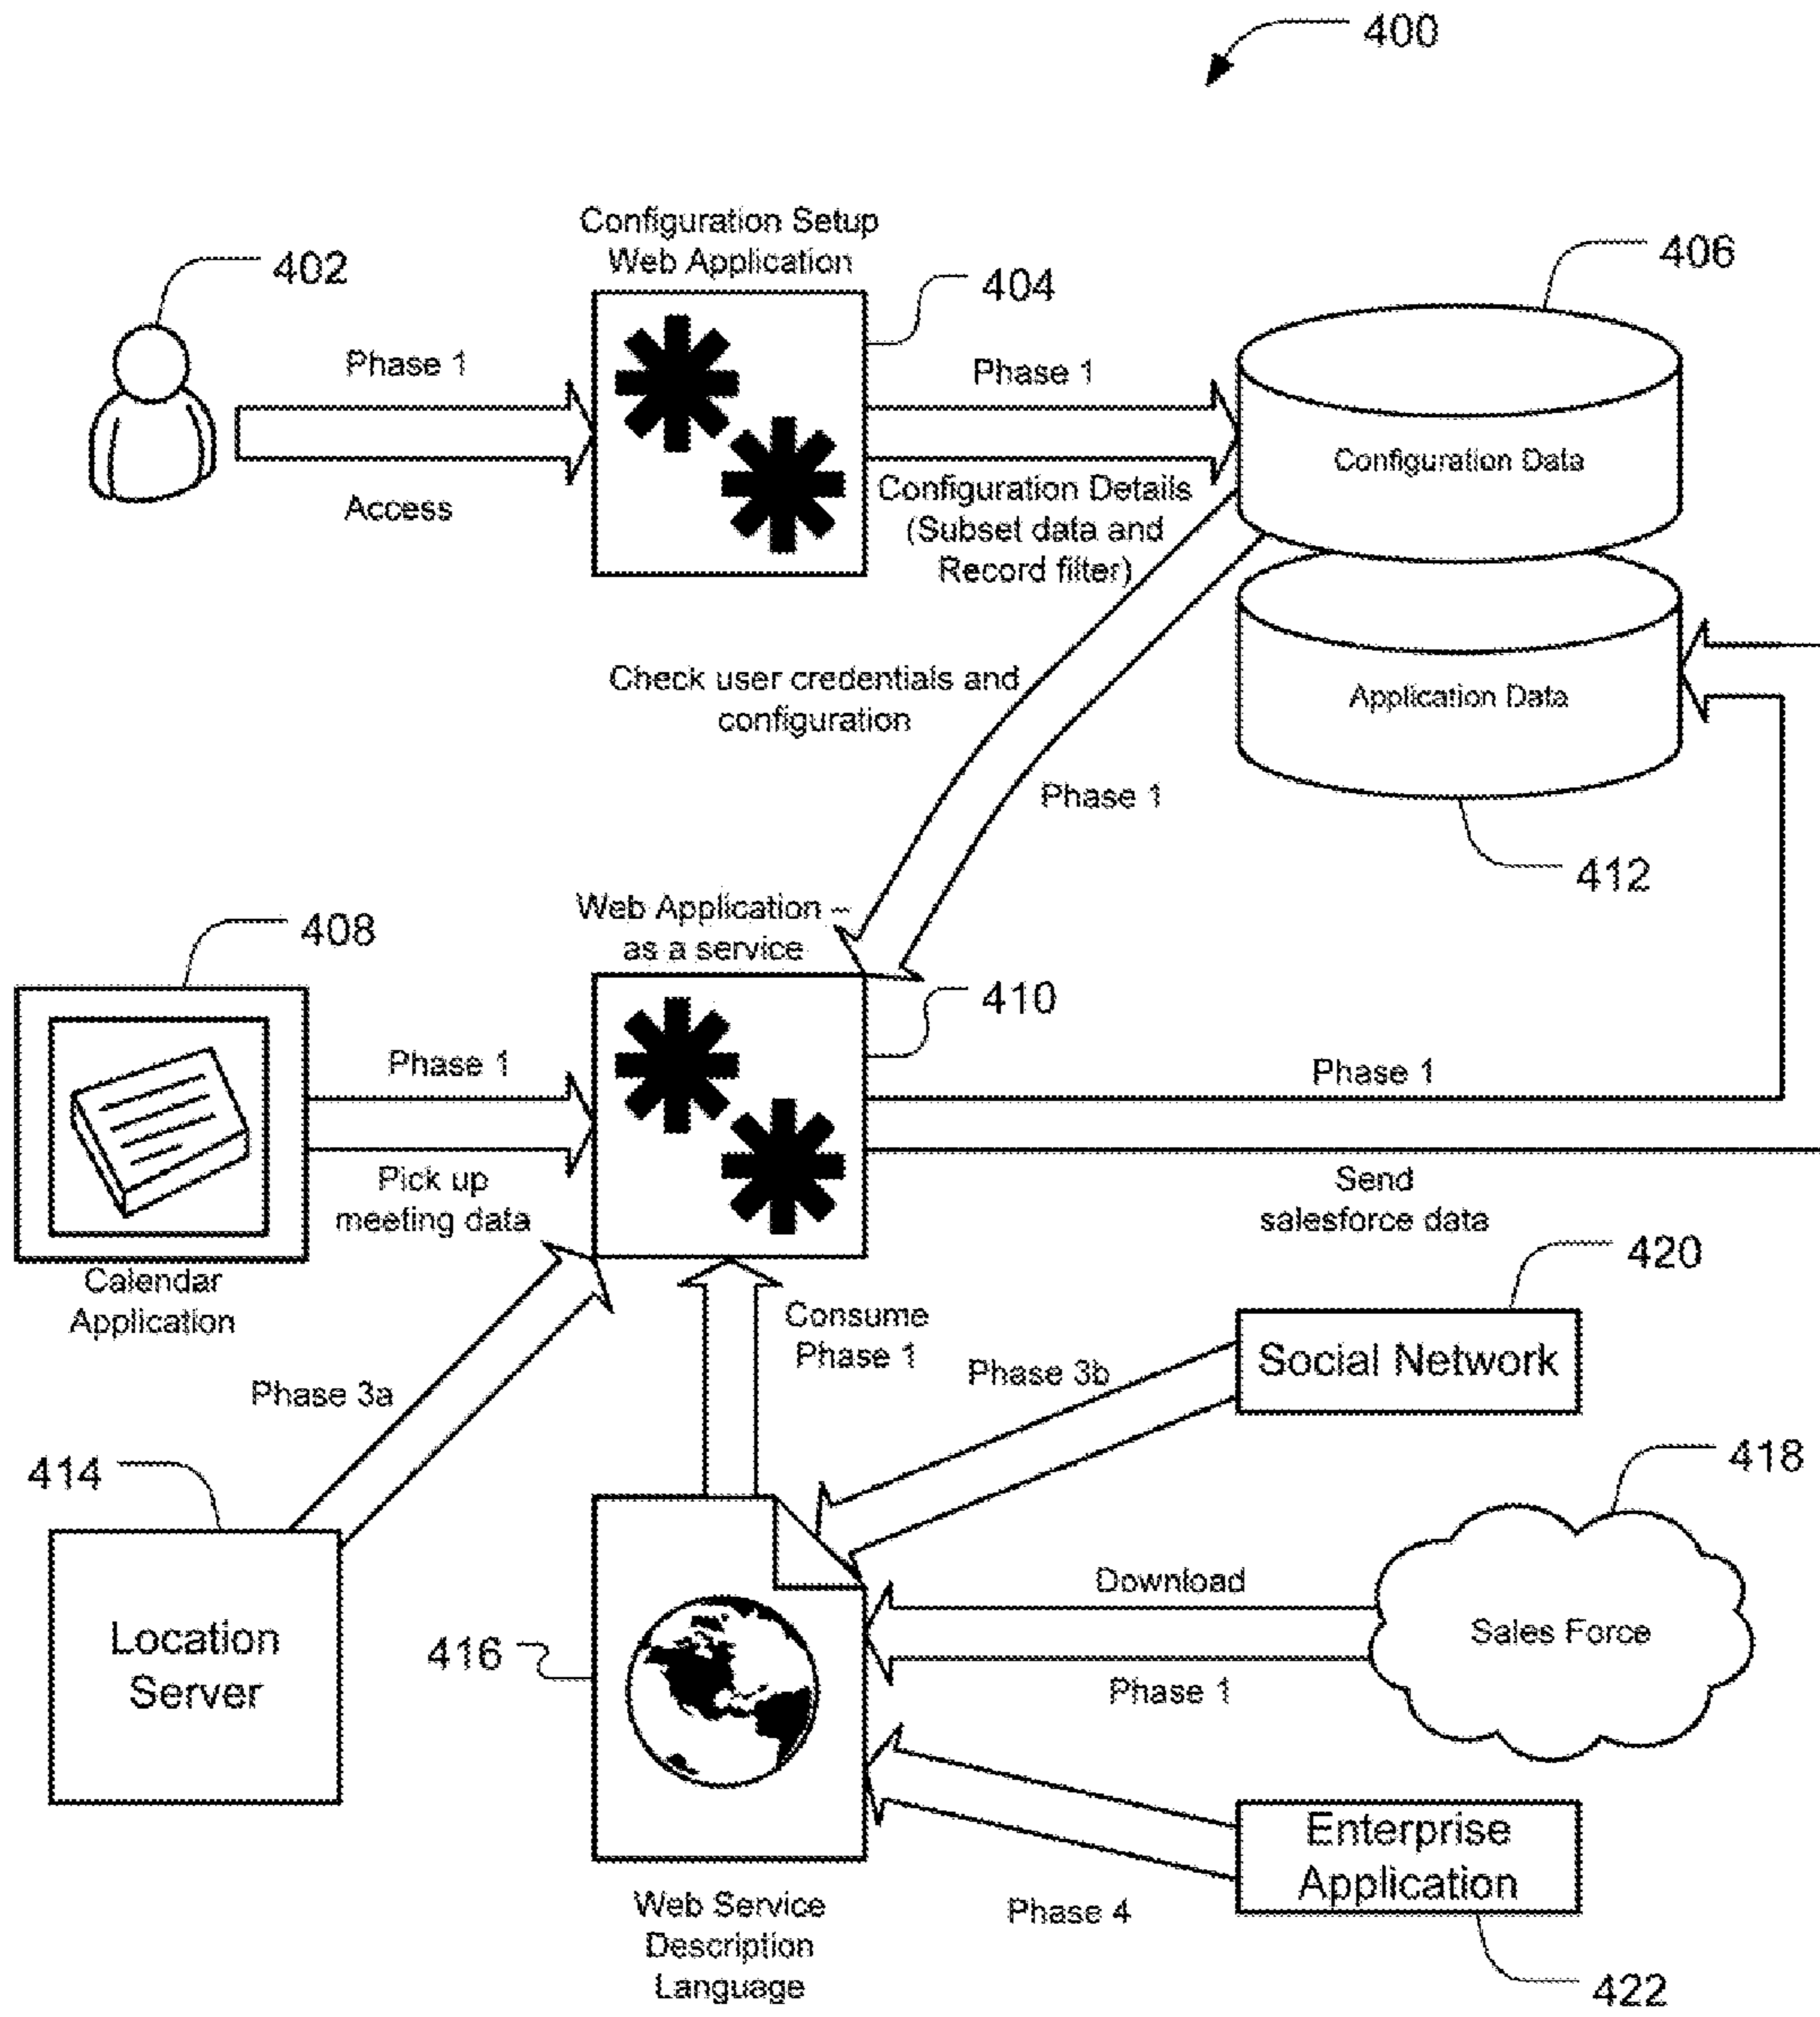 400
Configuration Setup
Web Application
402
404
406
Phase 1
Phase 1
Access
Configuration Details
(Subset data and
Record filter)
Configuration Data
Check user credentials and
configuration
Application Data
Phase 1
412
Web Application –
as a service
408
410
Phase 1
Phase 1
Pick up
meeting data
Send
salesforce data
Calendar
Application
Consume
Phase 1
420
Social Network
Phase 3b
Phase 3a
414
418
Location
Server
416
Download
Sales Force
Phase 1
Enterprise
Application
Phase 4
Web Service
Description
Language
422